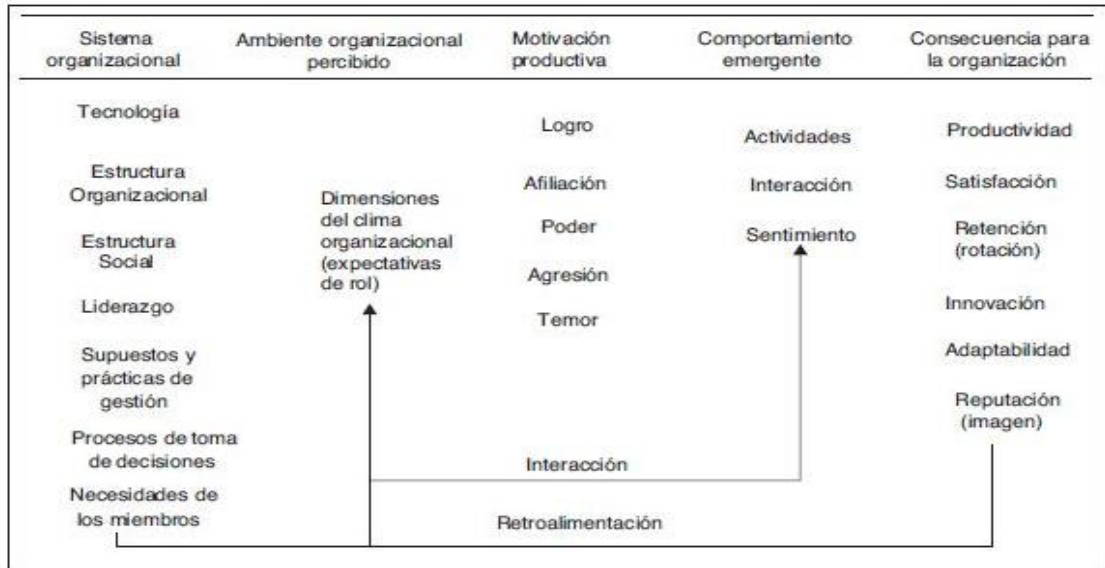 Sistema
organizacional
Ambiente organizacional
percibido
Motivación
productiva
Comportamiento
emergente
Consecuencia para
la organización
Tecnología
Estructura
Organizacional
Estructura
Social
Liderazgo
Supuestos y
prácticas de
gestión
Procesos de toma
de decisiones
Necesidades de
los miembros
Dimensiones
del clima
organizacional
(expectativas
de rol)
Logro
Afiliación
Poder
Agresión
Temor
Actividades
Interacción
Sentimiento
Productividad
Satisfacción
Retención
(rotación)
Innovación
Adaptabilidad
Reputación
(imagen)
Interacción
Retroalimentación